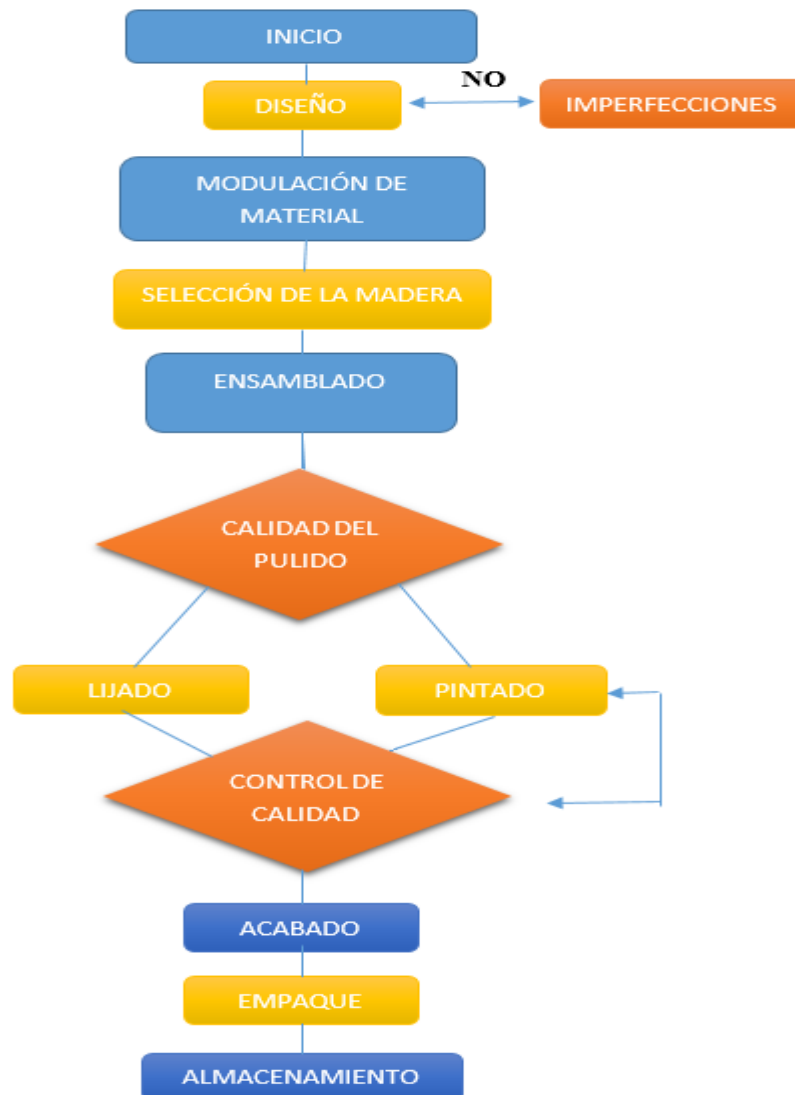 INICIO
NO
DISEÑO
IMPERFECCIONES
MODULACIÓN DE
MATERIAL
SELECCIÓN DE LA MADERA
ENSAMBLADO
CALIDAD DEL
PULIDO
LIJADO
PINTADO
CONTROL DE
CALIDAD
ACABADO
EMPAQUE
ALMACENAMIENTO